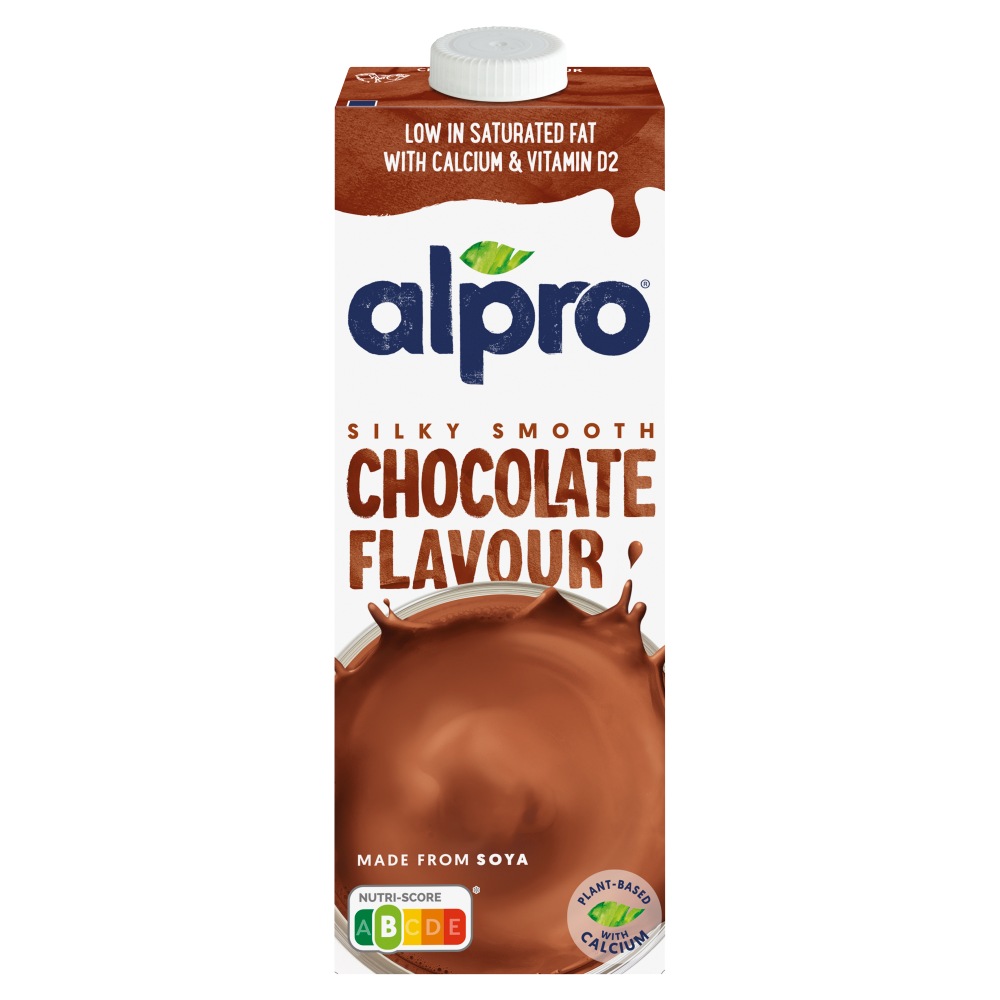 LOW IN SATURATED FAT
WITH CALCIUM & VITAMIN D2
alpro®
SILKY SMOOTH
CHOCOLATE
FLAVOUR
MADE FROM SOYA
NUTRI-SCORE
A B C D E
*
PLANT-BASED
WITH
CALCIUM